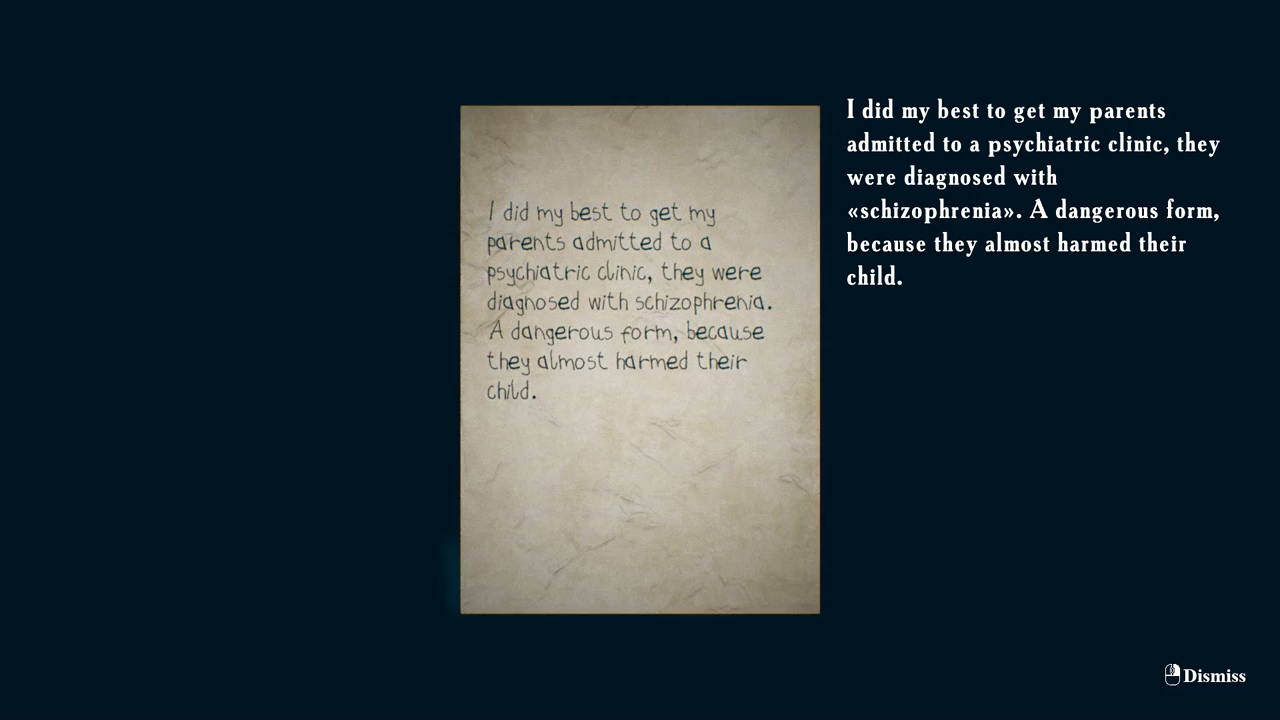 I did my best to get my
parents admitted to a
psychiatric clinic, they were
diagnosed with schizophrenia.
A dangerous form, because
they almost harmed their
child.
I did my best to get my parents
admitted to a psychiatric clinic, they
were diagnosed with
«schizophrenia». A dangerous form,
because they almost harmed their
child.
Dismiss